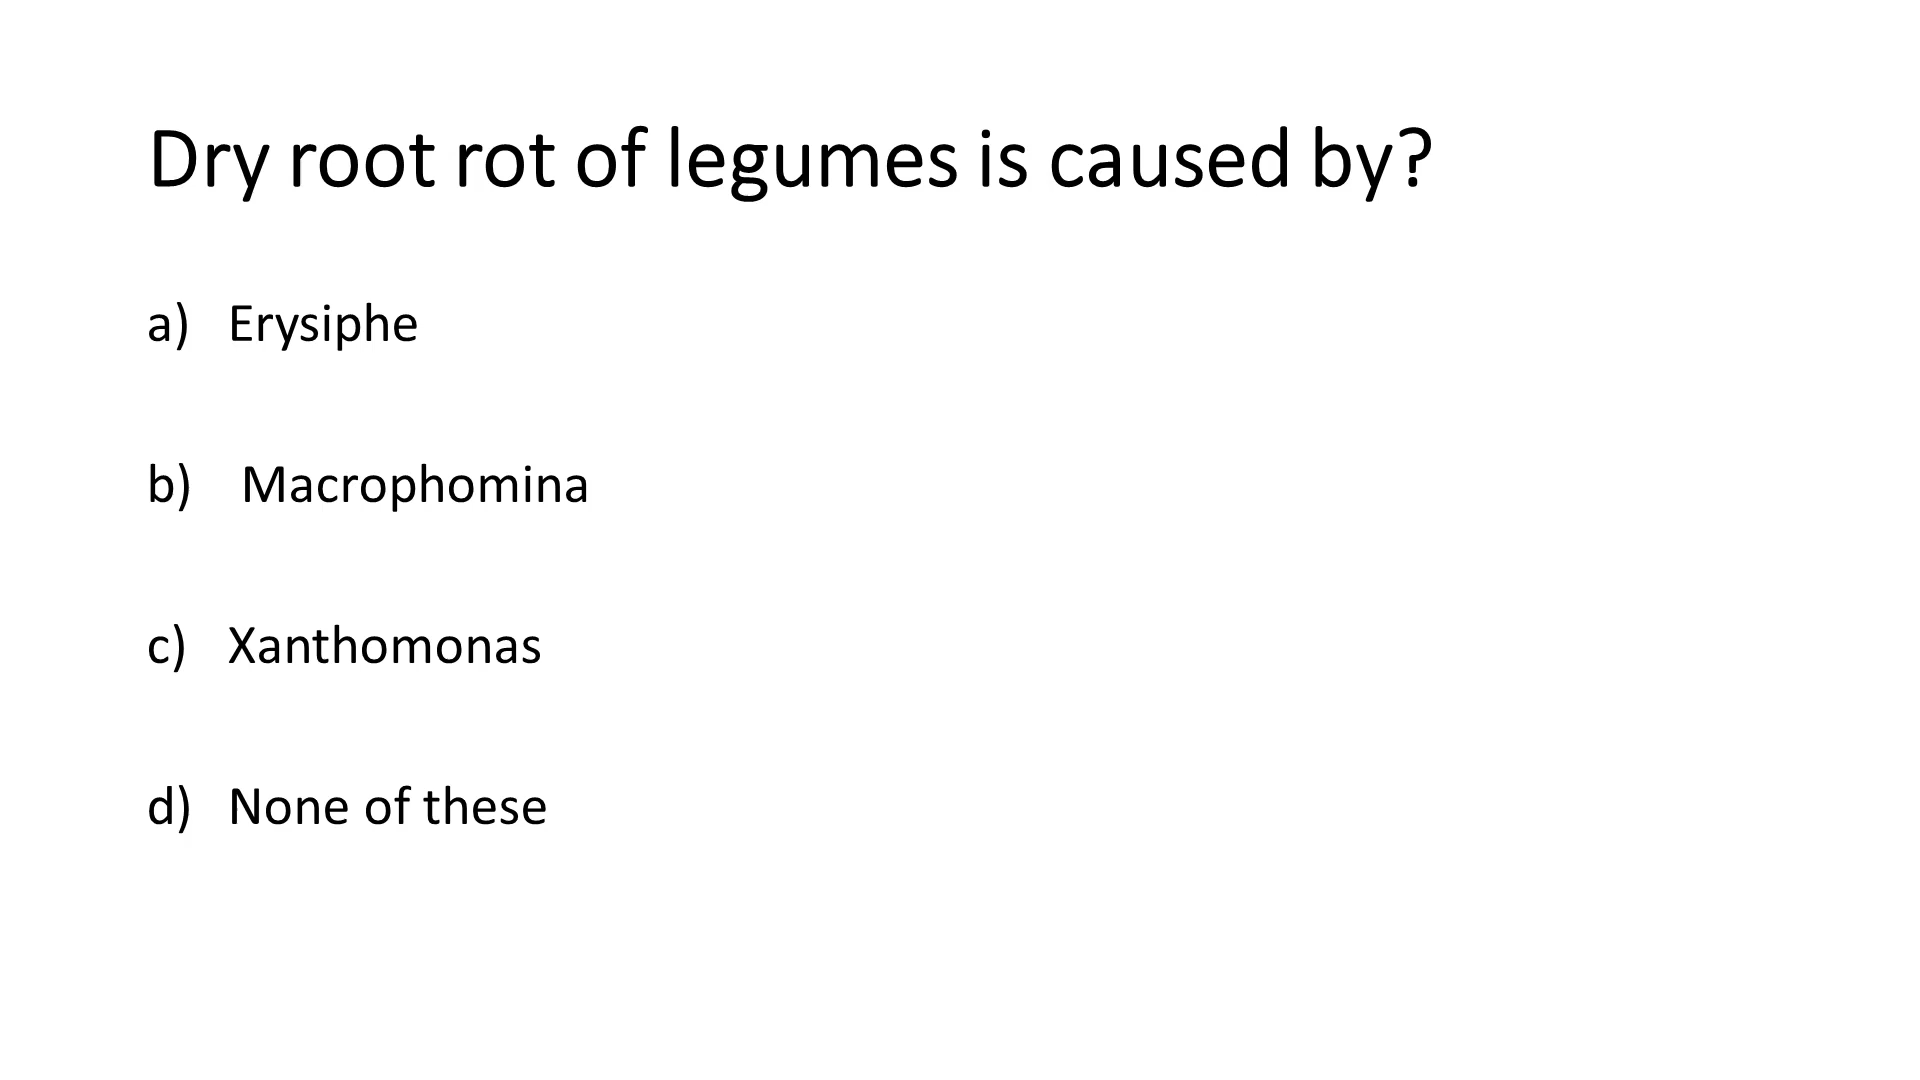 Dry root rot of legumes is caused by?
a) Erysiphe
b) Macrophomina
c) Xanthomonas
d) None of these